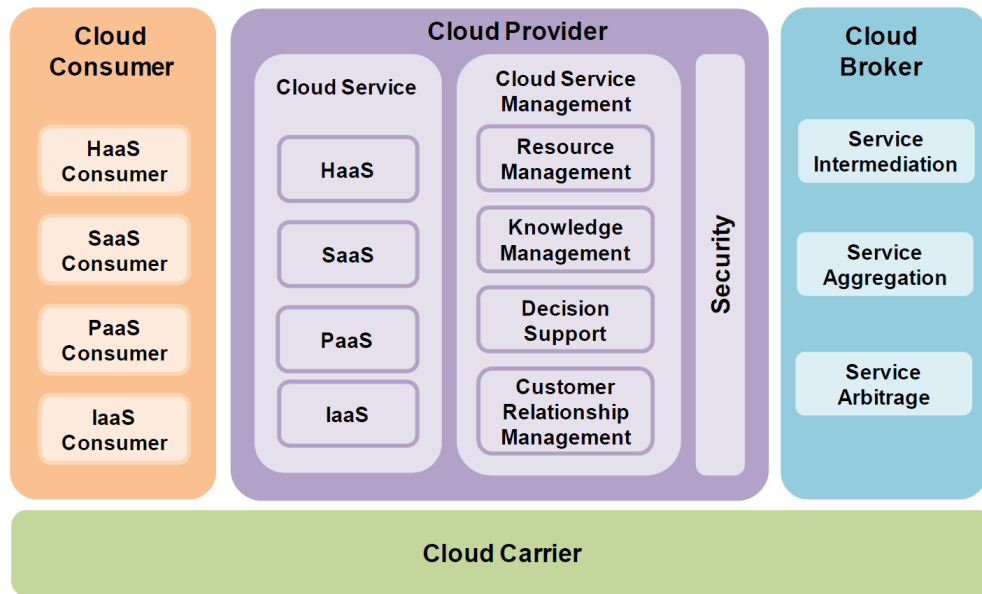 Cloud
Consumer
HaaS
Consumer
SaaS
Consumer
PaaS
Consumer
IaaS
Consumer
Cloud Provider
Cloud Service
HaaS
SaaS
PaaS
IaaS
Cloud Service
Management
Resource
Management
Knowledge
Management
Decision
Support
Customer
Relationship
Management
Security
Cloud
Broker
Service
Intermediation
Service
Aggregation
Service
Arbitrage
Cloud Carrier